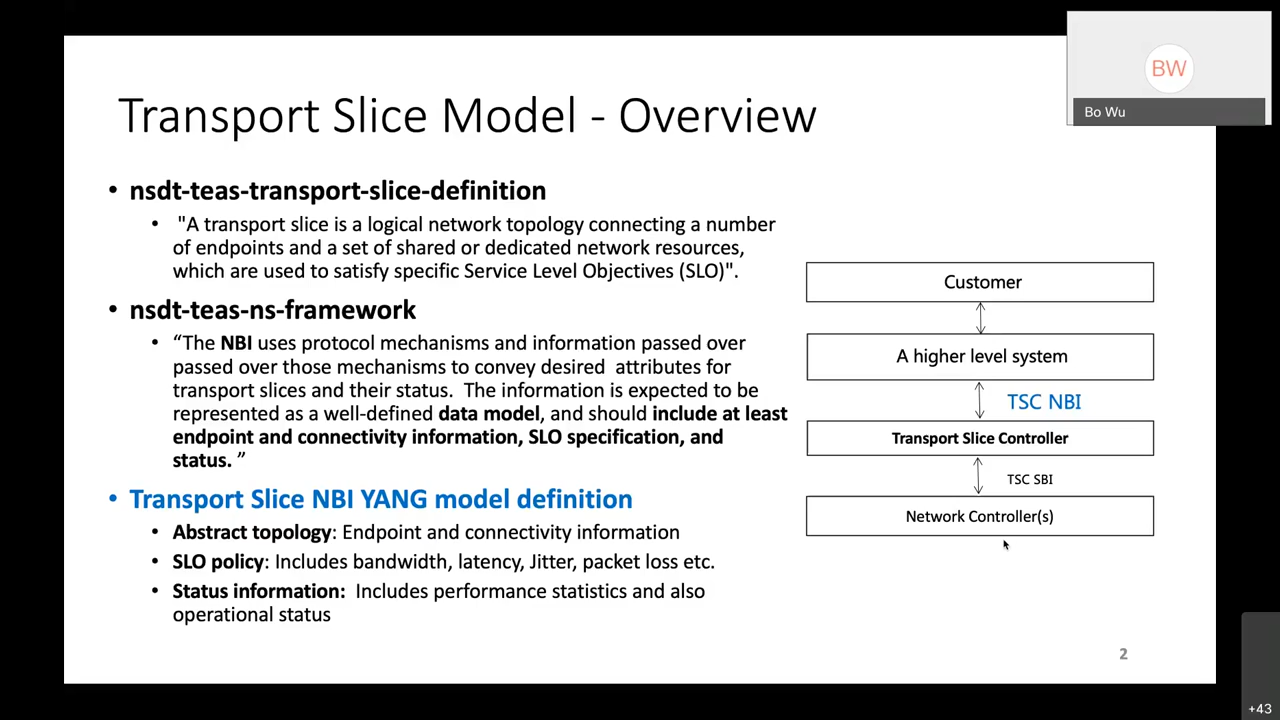 BW
Bo Wu
Transport Slice Model - Overview
• nsdt-teas-transport-slice-definition
• "A transport slice is a logical network topology connecting a number
of endpoints and a set of shared or dedicated network resources,
which are used to satisfy specific Service Level Objectives (SLO)".
• nsdt-teas-ns-framework
• “The NBI uses protocol mechanisms and information passed over
passed over those mechanisms to convey desired attributes for
transport slices and their status. The information is expected to be
represented as a well-defined data model, and should include at least
endpoint and connectivity information, SLO specification, and
status. ”
• Transport Slice NBI YANG model definition
• Abstract topology: Endpoint and connectivity information
• SLO policy: Includes bandwidth, latency, Jitter, packet loss etc.
• Status information: Includes performance statistics and also
operational status
Customer
A higher level system
TSC NBI
Transport Slice Controller
TSC SBI
Network Controller(s)
2
+43